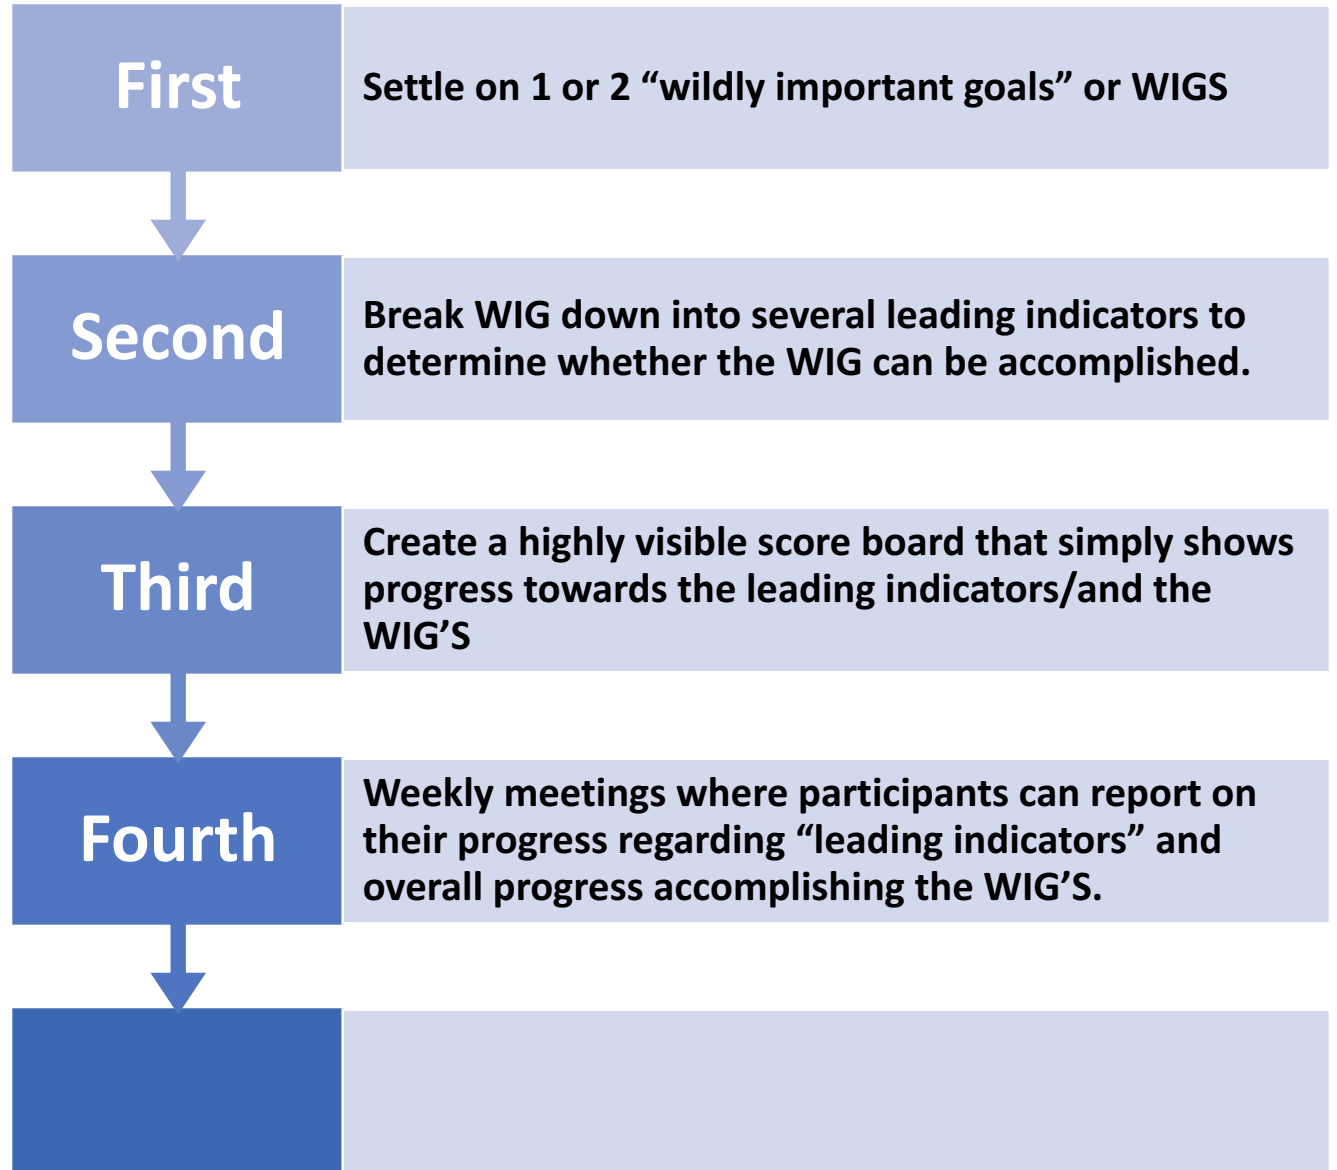 First
Settle on 1 or 2 “wildly important goals” or WIGS
Second
Break WIG down into several leading indicators to
determine whether the WIG can be accomplished.
Third
Create a highly visible score board that simply shows
progress towards the leading indicators/and the
WIG’S
Fourth
Weekly meetings where participants can report on
their progress regarding “leading indicators” and
overall progress accomplishing the WIG’S.